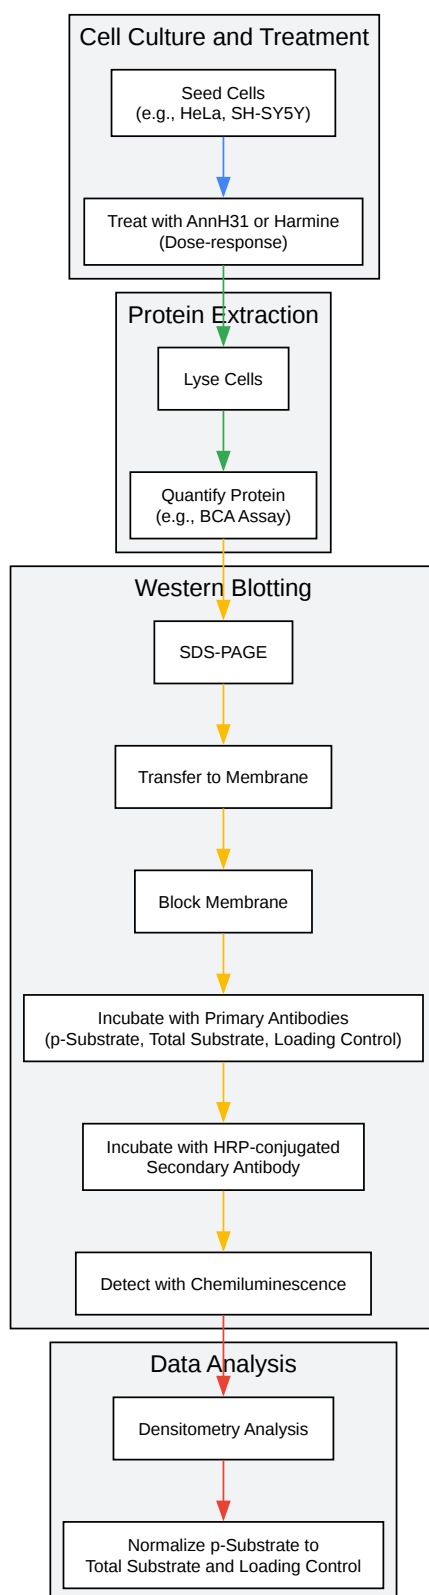 Cell Culture and Treatment
Seed Cells
(e.g., HeLa, SH-SY5Y)
Treat with AnnH31 or Harmine
(Dose-response)
Protein Extraction
Lyse Cells
Quantify Protein
(e.g., BCA Assay)
Western Blotting
SDS-PAGE
Transfer to Membrane
Block Membrane
Incubate with Primary Antibodies
(p-Substrate, Total Substrate, Loading Control)
Incubate with HRP-conjugated
Secondary Antibody
Detect with Chemiluminescence
Data Analysis
Densitometry Analysis
Normalize p-Substrate to
Total Substrate and Loading Control